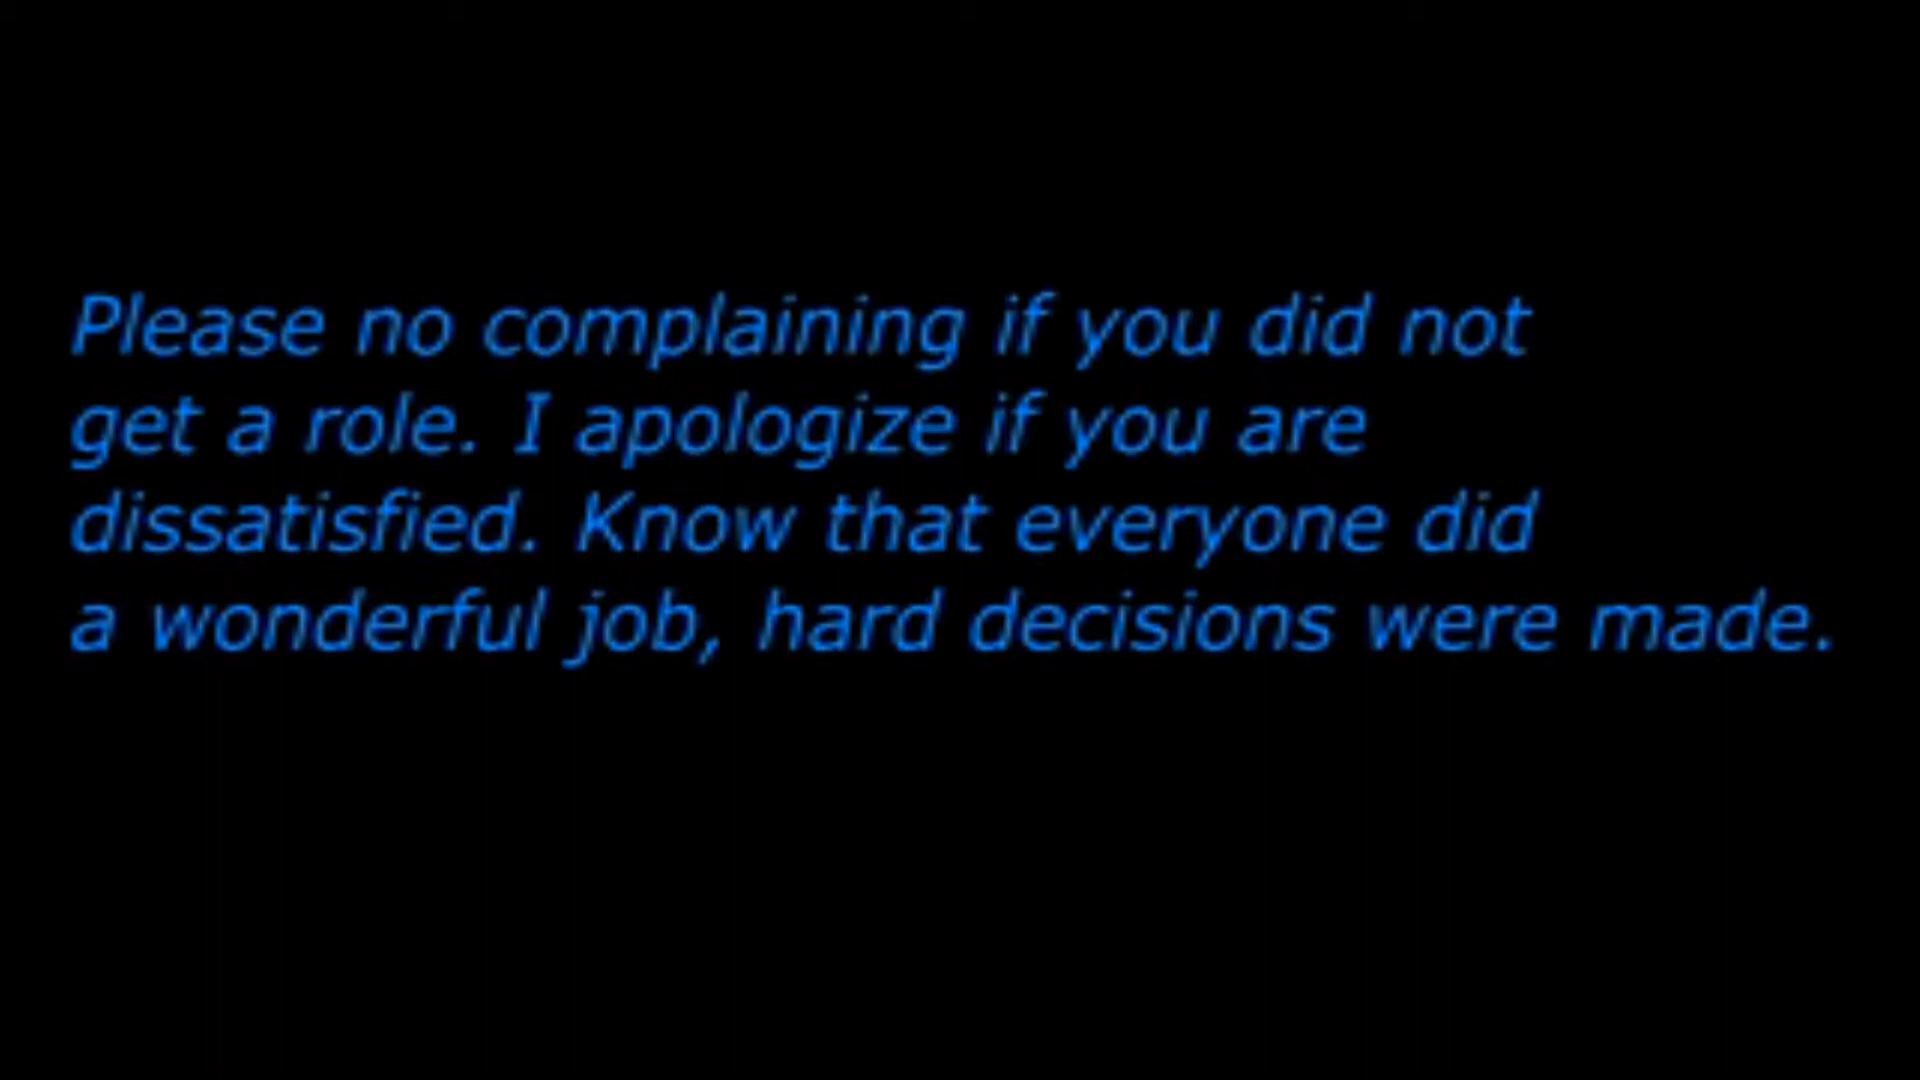 Please no complaining if you did not
get a role. I apologize if you are
dissatisfied. Know that everyone did
a wonderful job, hard decisions were made.